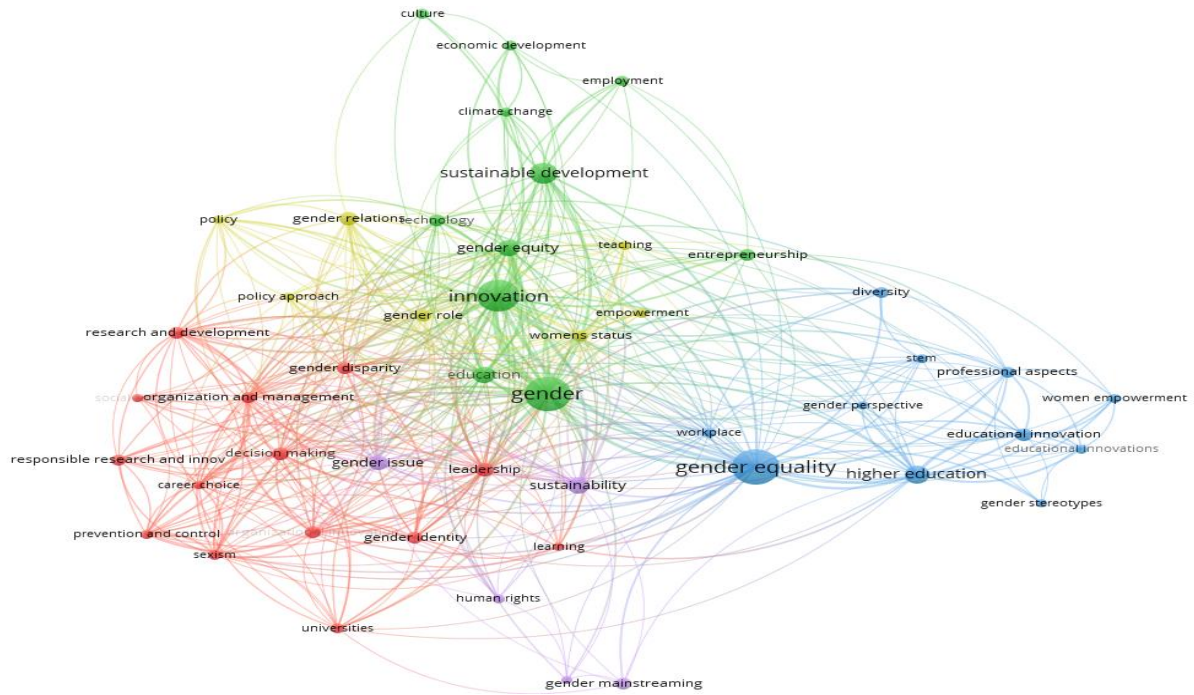 culture
economic development
employment
climate change
sustainable development
policy
gender relations
technology
gender equity
teaching
entrepreneurship
diversity
policy approach
innovation
gender role
empowerment
research and development
womens status
stem
gender disparity
education
professional aspects
social
organization and management
gender
women empowerment
gender perspective
workplace
educational innovation
responsible research and innov
decision making
gender issue
leadership
gender equality
higher education
educational innovations
career choice
sustainability
gender stereotypes
prevention and control
gender identity
learning
sexism
human rights
universities
gender mainstreaming